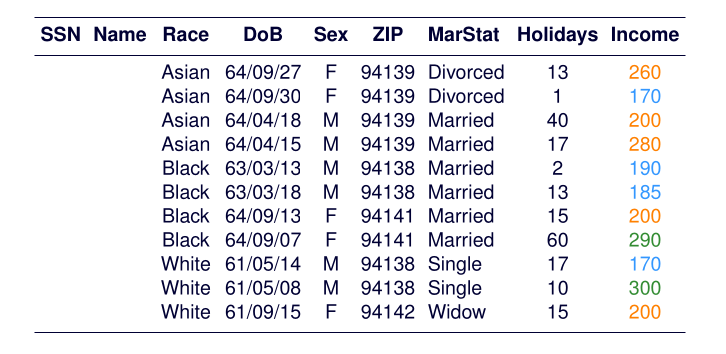 SSN Name Race DoB Sex ZIP MarStat Holidays Income
Asian 64/09/27 F 94139 Divorced 13 260
Asian 64/09/30 F 94139 Divorced 1 170
Asian 64/04/18 M 94139 Married 40 200
Asian 64/04/15 M 94139 Married 17 280
Black 63/03/13 M 94138 Married 2 190
Black 63/03/18 M 94138 Married 13 185
Black 64/09/13 F 94141 Married 15 200
Black 64/09/07 F 94141 Married 60 290
White 61/05/14 M 94138 Single 17 170
White 61/05/08 M 94138 Single 10 300
White 61/09/15 F 94142 Widow 15 200